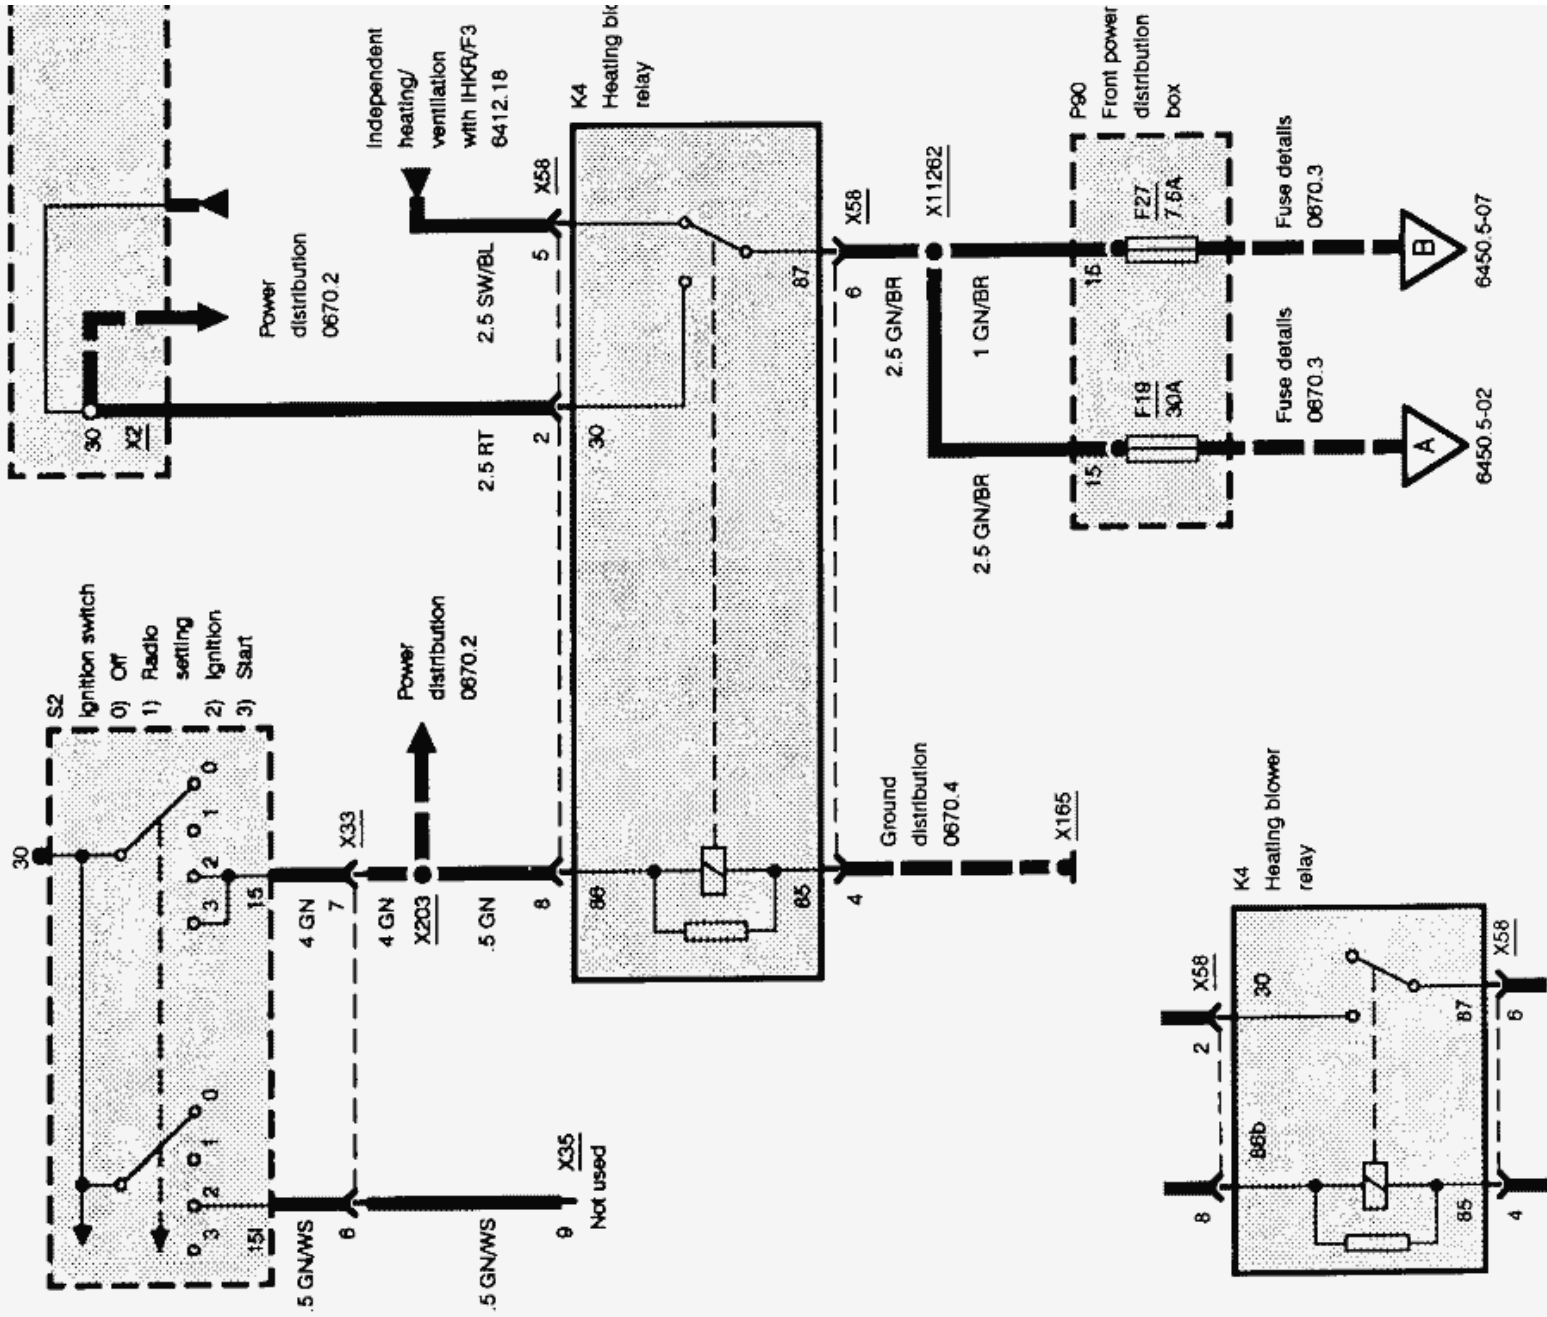 30
X2
Power
distribution
0670.2
Independent
heating/
ventilation
with IHKR/F3
6412.18
K4
Heating blo
relay
X58
5
2.5 SW/BL
2
2.5 RT
30
87
X58
6
X11262
2.5 GN/BR
1 GN/BR
2.5 GN/BR
P90
Front power
distribution
box
15
F27
7.5A
15
F19
30A
Fuse details
0670.3
Fuse details
0670.3
B
6450.5-07
A
6450.5-02
S2
Ignition switch
0) Off
1) Radio
setting
2) Ignition
3) Start
30
0
1
2
3
15
0
1
2
3
15I
4 GN
7
X33
4 GN
X203
.5 GN
8
Power
distribution
0670.2
86
85
4
Ground
distribution
0670.4
X165
.5 GN/WS
6
.5 GN/WS
9
X35
Not used
K4
Heating blower
relay
X58
2
30
87
X58
6
86b
8
85
4